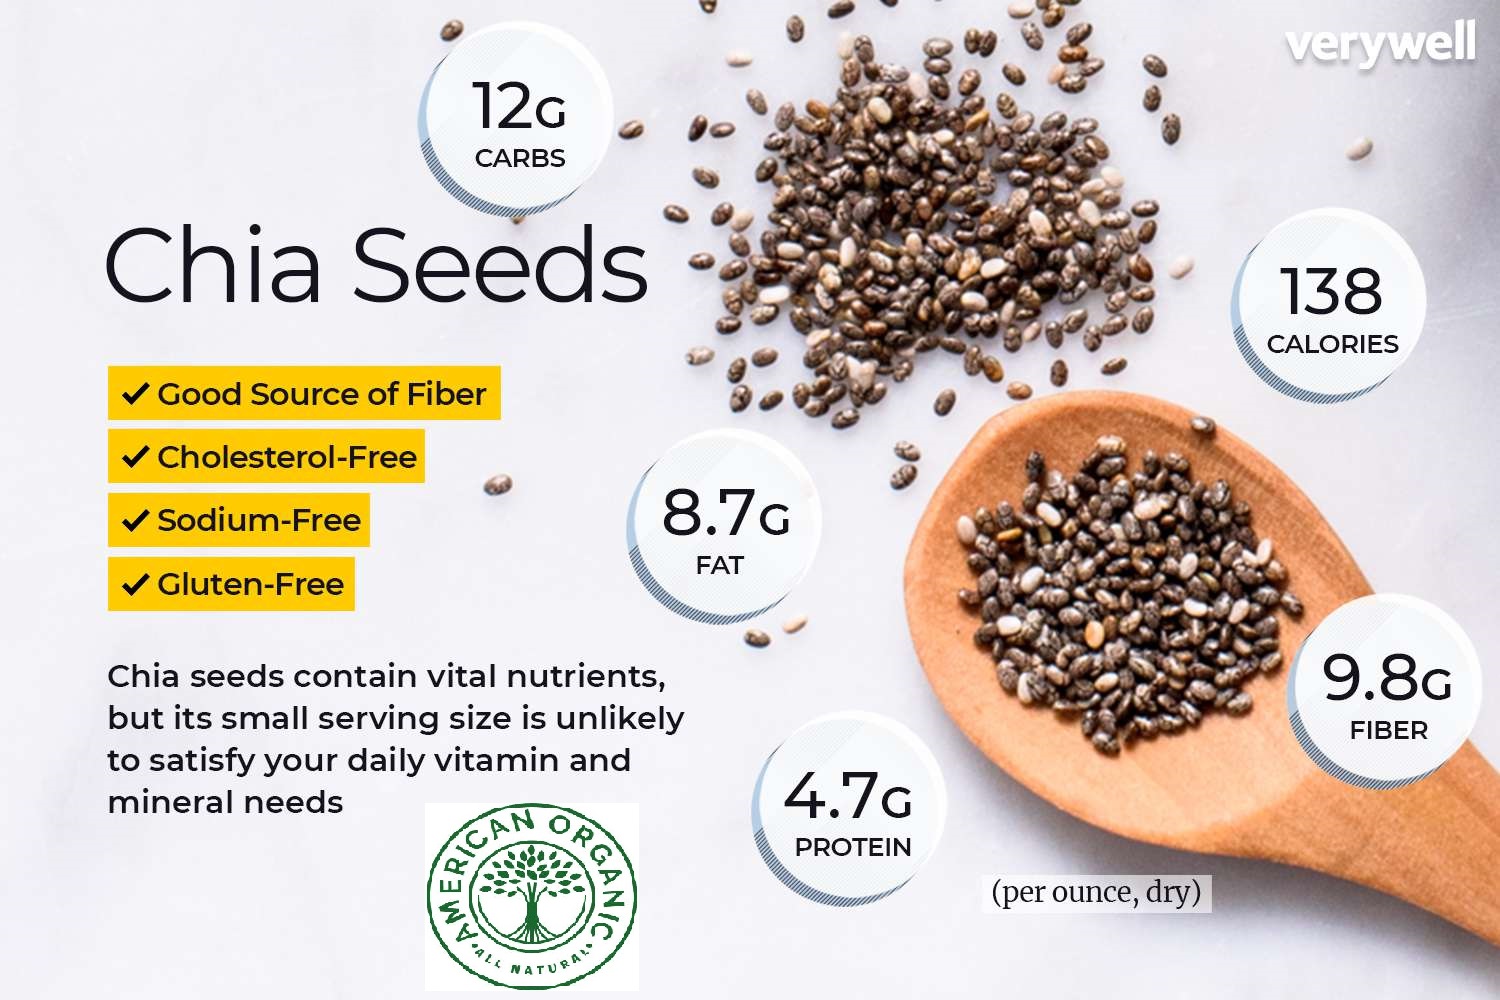 verywell
12G
CARBS
Chia Seeds
138
CALORIES
✓ Good Source of Fiber
✓ Cholesterol-Free
✓ Sodium-Free
✓ Gluten-Free
8.7G
FAT
9.8G
FIBER
Chia seeds contain vital nutrients,
but its small serving size is unlikely
to satisfy your daily vitamin and
mineral needs
4.7G
PROTEIN
(per ounce, dry)
AMERICAN ORGANIC
• ALL NATURAL •